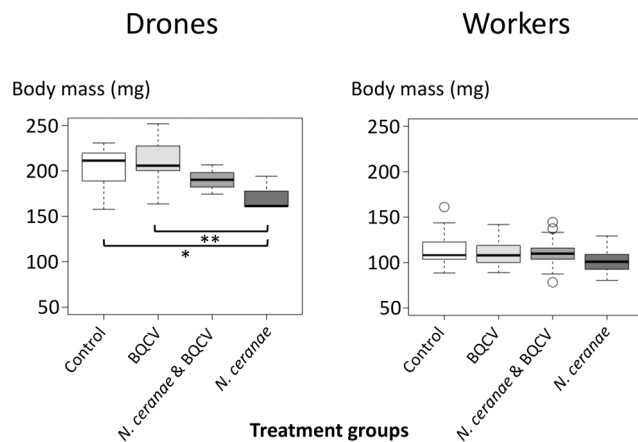 Drones
Workers
Body mass (mg)
Body mass (mg)
250
200
150
100
50
**
*
Control
BQCV
N. ceranae & BQCV
N. ceranae
250
200
150
100
50
Control
BQCV
N. ceranae & BQCV
N. ceranae
Treatment groups